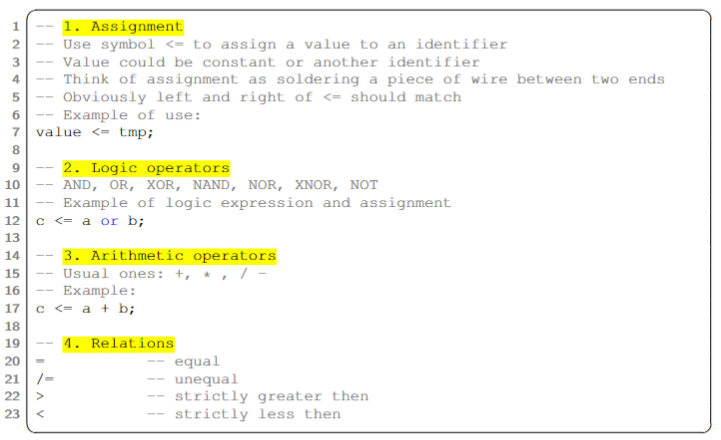 1 -- 1. Assignment
2 -- Use symbol <= to assign a value to an identifier
3 -- Value could be constant or another identifier
4 -- Think of assignment as soldering a piece of wire between two ends
5 -- Obviously left and right of <= should match
6 -- Example of use:
7 value <= tmp;
8
9 -- 2. Logic operators
10 -- AND, OR, XOR, NAND, NOR, XNOR, NOT
11 -- Example of logic expression and assignment
12 c <= a or b;
13
14 -- 3. Arithmetic operators
15 -- Usual ones: +, * , / -
16 -- Example:
17 c <= a + b;
18
19 -- 4. Relations
20 = -- equal
21 /= -- unequal
22 > -- strictly greater then
23 < -- strictly less then